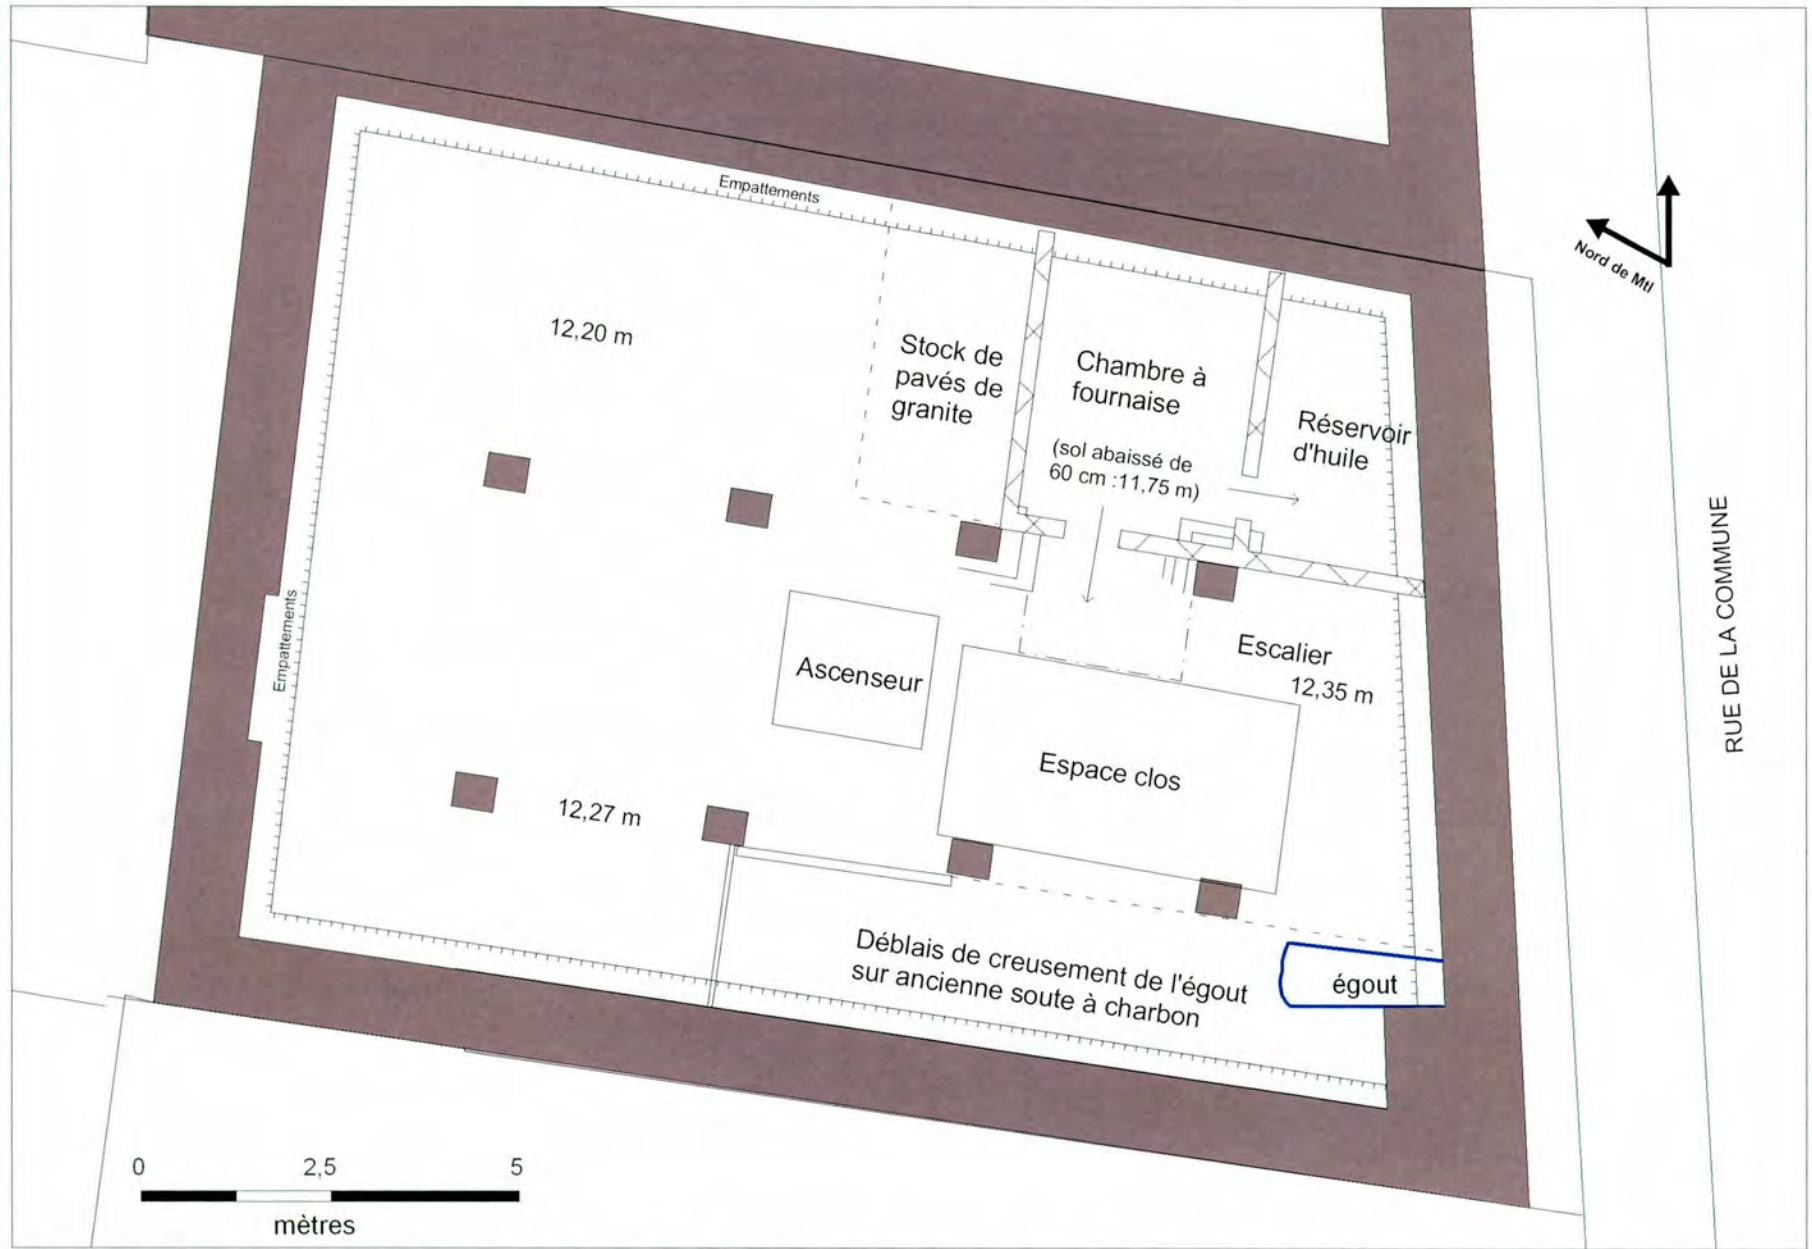 Empattements
Nord de Mtl
12,20 m
Stock de
pavés de
granite
Chambre à
fournaise
(sol abaissé de
60 cm :11,75 m)
Réservoir
d'huile
RUE DE LA COMMUNE
Empattements
Ascenseur
Escalier
12,35 m
Espace clos
12,27 m
Déblais de creusement de l'égout
sur ancienne soute à charbon
égout
0 2,5 5
mètres